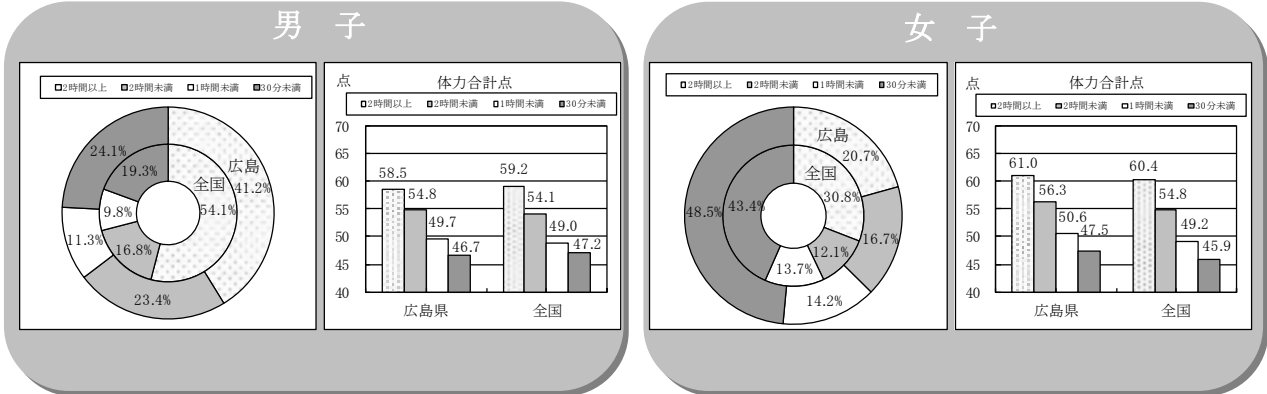 男 子
□2時間以上 □2時間未満 □1時間未満 ■30分未満
24.1%
19.3%
広島
41.2%
全国
54.1%
9.8%
11.3%
16.8%
23.4%
点
体力合計点
□2時間以上 □2時間未満 □1時間未満 ■30分未満
70
65
60
55
50
45
40
58.5
54.8
49.7
46.7
59.2
54.1
49.0
47.2
広島県
全国
女 子
□2時間以上 □2時間未満 □1時間未満 ■30分未満
広島
20.7%
全国
30.8%
48.5%
43.4%
16.7%
12.1%
13.7%
14.2%
点
体力合計点
□2時間以上 □2時間未満 □1時間未満 ■30分未満
70
65
60
55
50
45
40
61.0
56.3
50.6
47.5
60.4
54.8
49.2
45.9
広島県
全国